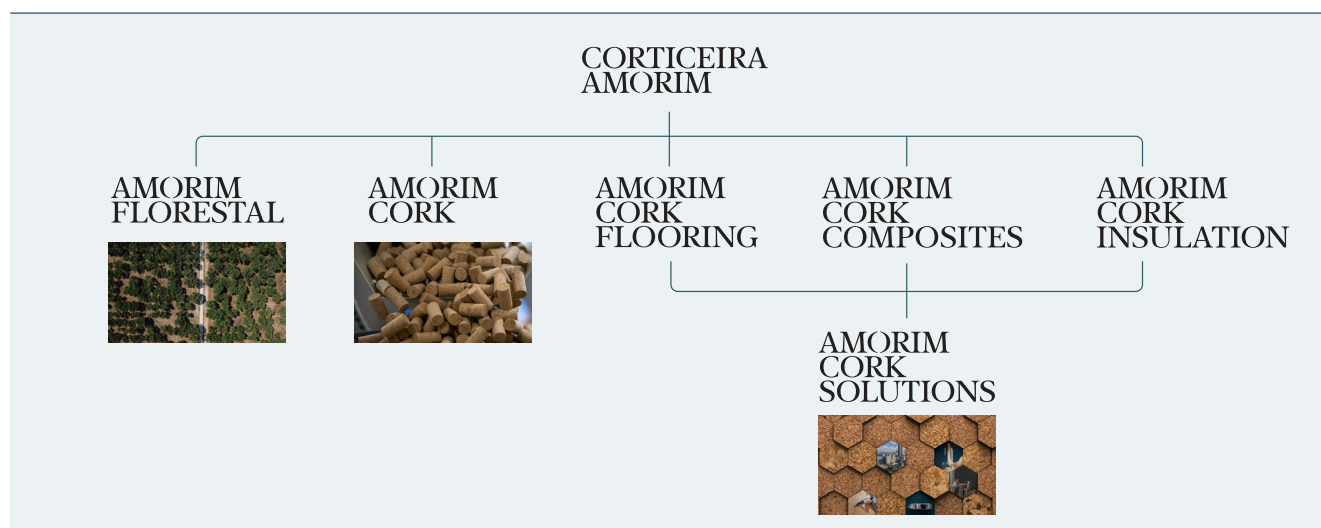 CORTICEIRA
AMORIM
AMORIM
FLORESTAL
AMORIM
CORK
AMORIM
CORK
FLOORING
AMORIM
CORK
COMPOSITES
AMORIM
CORK
INSULATION
AMORIM
CORK
SOLUTIONS